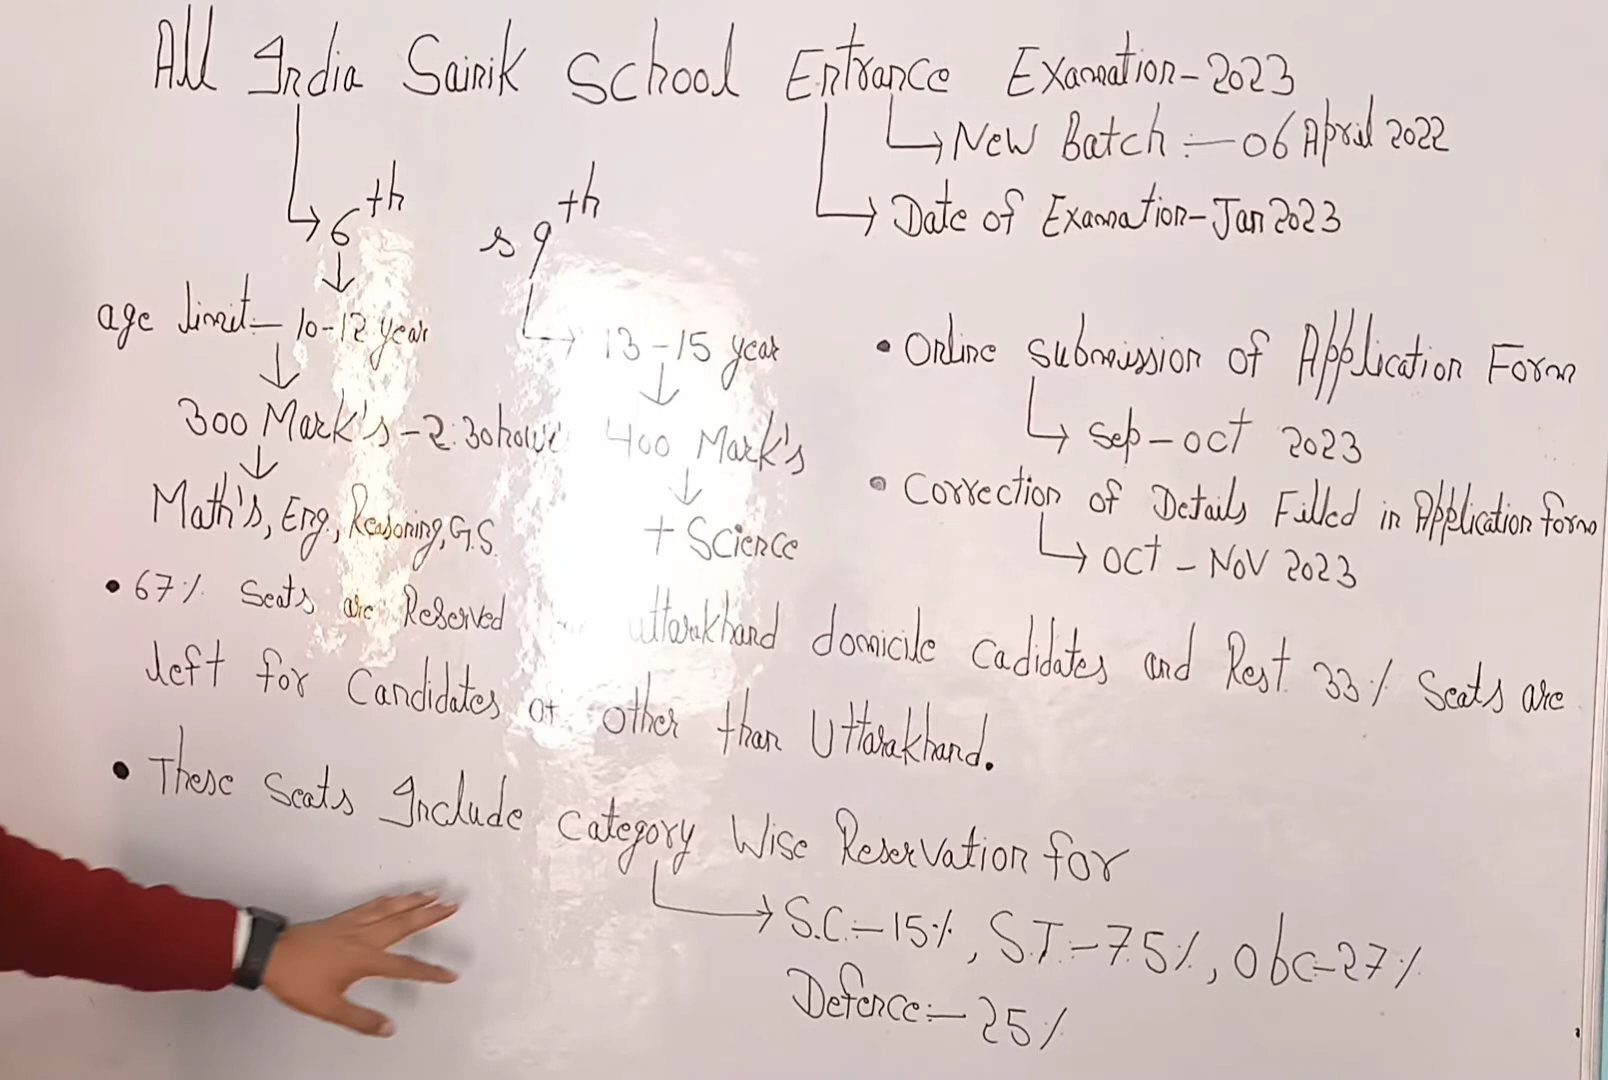 All India Sainik School Entrance Examnation-2023
New Batch :- 06 April 2022
Date of Examnation-Jan 2023
6th s 9th
age limit - 10-12 year
13-15 year
300 Mark's - 2:30 hour
400 Mark's
Math's, Eng., Reasoning, G.S.
+ Science
• Online submission of Application Form
Sep-oct 2023
• Correction of Details Filled in Application form
oct - Nov 2023
• 67% Seats are Reserved uttarakhand domicile Cadidates and Rest 33% Seats are
left for Candidates of other than Uttarakhand.
• These Seats Include Category Wise Reservation for
S.C.-15%, S.T.-7.5%, Obc-27%
Defence:-25%